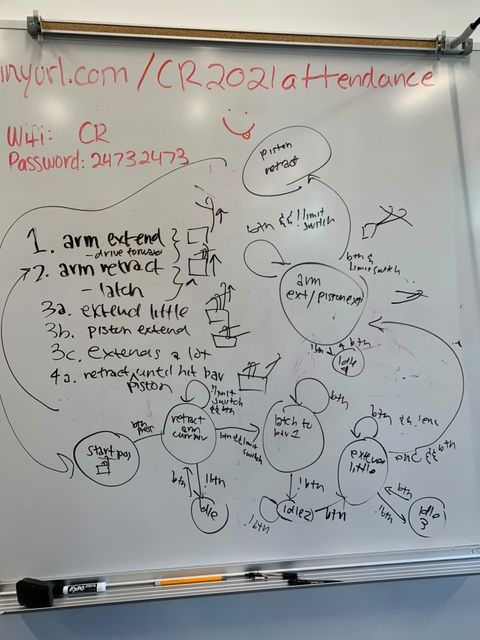 inyurl.com/CR2021attendance
Wifi: CR
Password: 24732473
piston
retract
btn && !limit
switch
btn &
limit switch
1. arm extend
- drive forward
2. arm retract
- latch
3a. extend little
3b. piston extend
3c. extends a lot
4a. retract until hit bar
piston
arm
ext/piston ext
!btn
btn
Idle
4
!limit
switch
&& btn
btn
btn
press
start pos
retract
arm
btn & limit
switch
latch to
bar 1
btn && !enc
enc &&
btn
extend
little
btn
!btn
idle
!btn
!btn
idle2
btn
btn
!btn
idle
3
EXPO